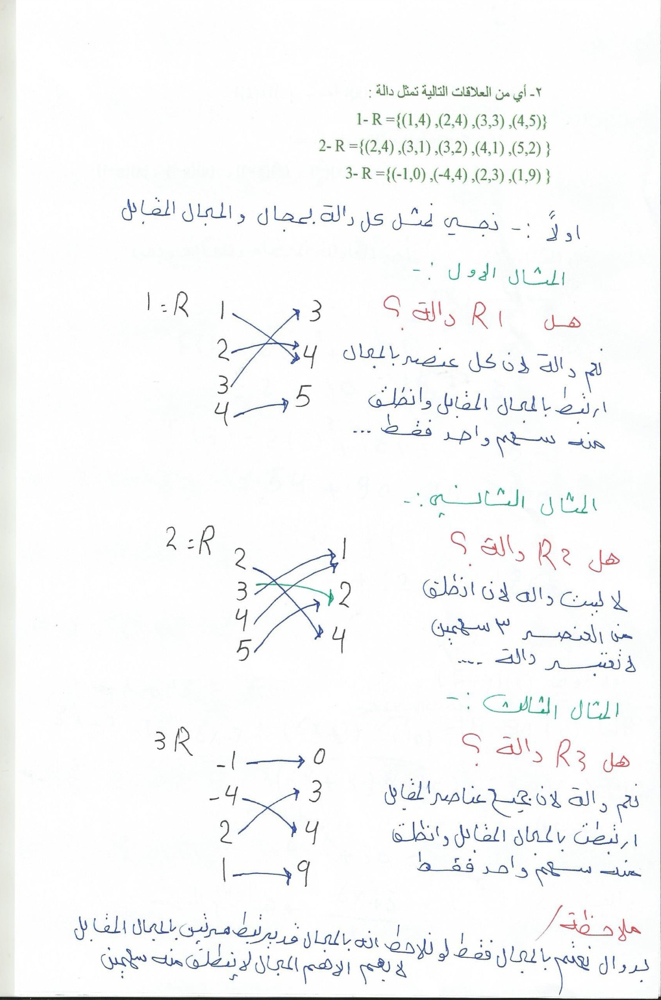 ٢- أي من العلاقات التالية تمثل دالة :
1- R ={(1,4) ,(2,4) ,(3,3) ,(4,5)}
2- R ={(2,4) ,(3,1) ,(3,2) ,(4,1) ,(5,2) }
3- R ={(-1,0) ,(-4,4) ,(2,3) ,(1,9) }
اولاً :- نجي نمثل كل دالة بمجال والمجال المقابل
المثال الاول :-
هل R1 دالة ؟
1=R
1 3
2 4
3
4 5
نعم دالة لان كل عنصر بالمجال
ارتبط بالمجال المقابل وانطلق
منه سهم واحد فقط ...
المثال الثاني :-
هل R2 دالة ؟
2=R
2 1
3 2
4
5 4
لا ليست داله لان انطلق
من العنصر ٣ سهمين
لا تعتبر دالة ....
المثال الثالث :-
هل R3 دالة ؟
3R
-1 0
-4 3
2 4
1 9
نعم دالة لان جميع عناصر المقابل
ارتبطت بالمجال المقابل وانطلق
منه سهم واحد فقط
ملاحظة /
بدوال نهتم بالمجال فقط لو نلاحظ انه بالمجال قد يرتبط مرتين بالمجال المقابل
لا يهم الاهم المجال لا ينطلق منه سهمين